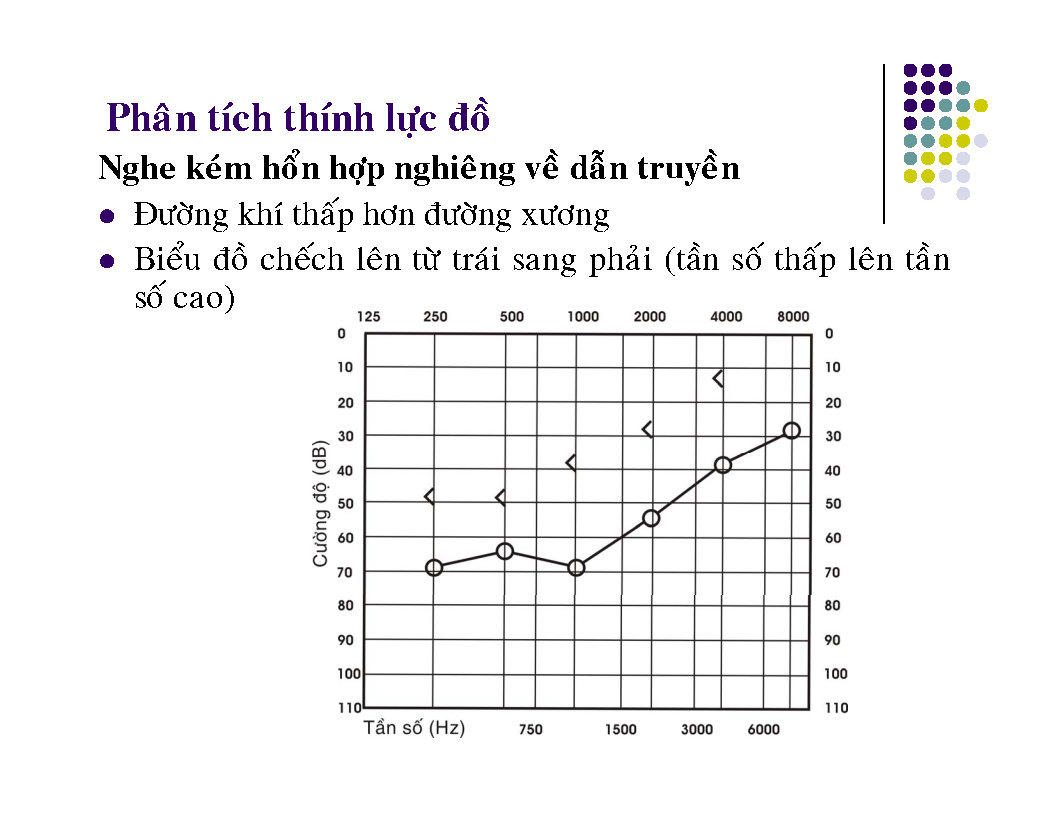 Phân tích thính lực đồ
Nghe kém hổn hợp nghiêng về dẫn truyền
Đường khí thấp hơn đường xương
Biểu đồ chếch lên từ trái sang phải (tần số thấp lên tần
số cao)
125 250 500 1000 2000 4000 8000
0 0
10 10
20 20
30 30
40 40
50 50
60 60
70 70
80 80
90 90
100 100
110 110
Cường độ (dB)
Tần số (Hz) 750 1500 3000 6000